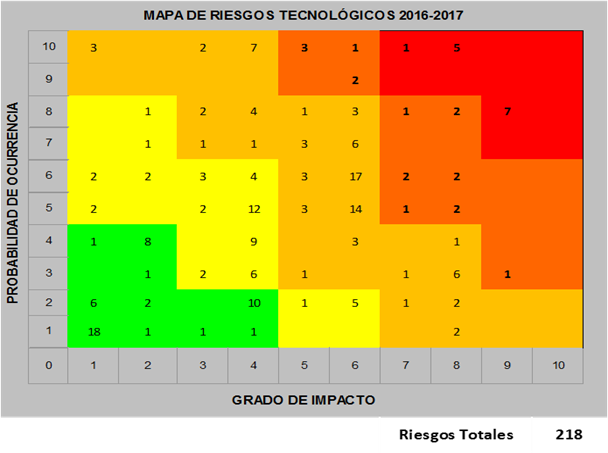 MAPA DE RIESGOS TECNOLÓGICOS 2016-2017
PROBABILIDAD DE OCURRENCIA
10 3 2 7 3 1 1 5
9 2
8 1 2 4 1 3 1 2 7
7 1 1 1 3 6
6 2 2 3 4 3 17 2 2
5 2 2 12 3 14 1 2
4 1 8 9 3 1
3 1 2 6 1 1 6 1
2 6 2 10 1 5 1 2
1 18 1 1 1 2
0 1 2 3 4 5 6 7 8 9 10
GRADO DE IMPACTO
Riesgos Totales 218